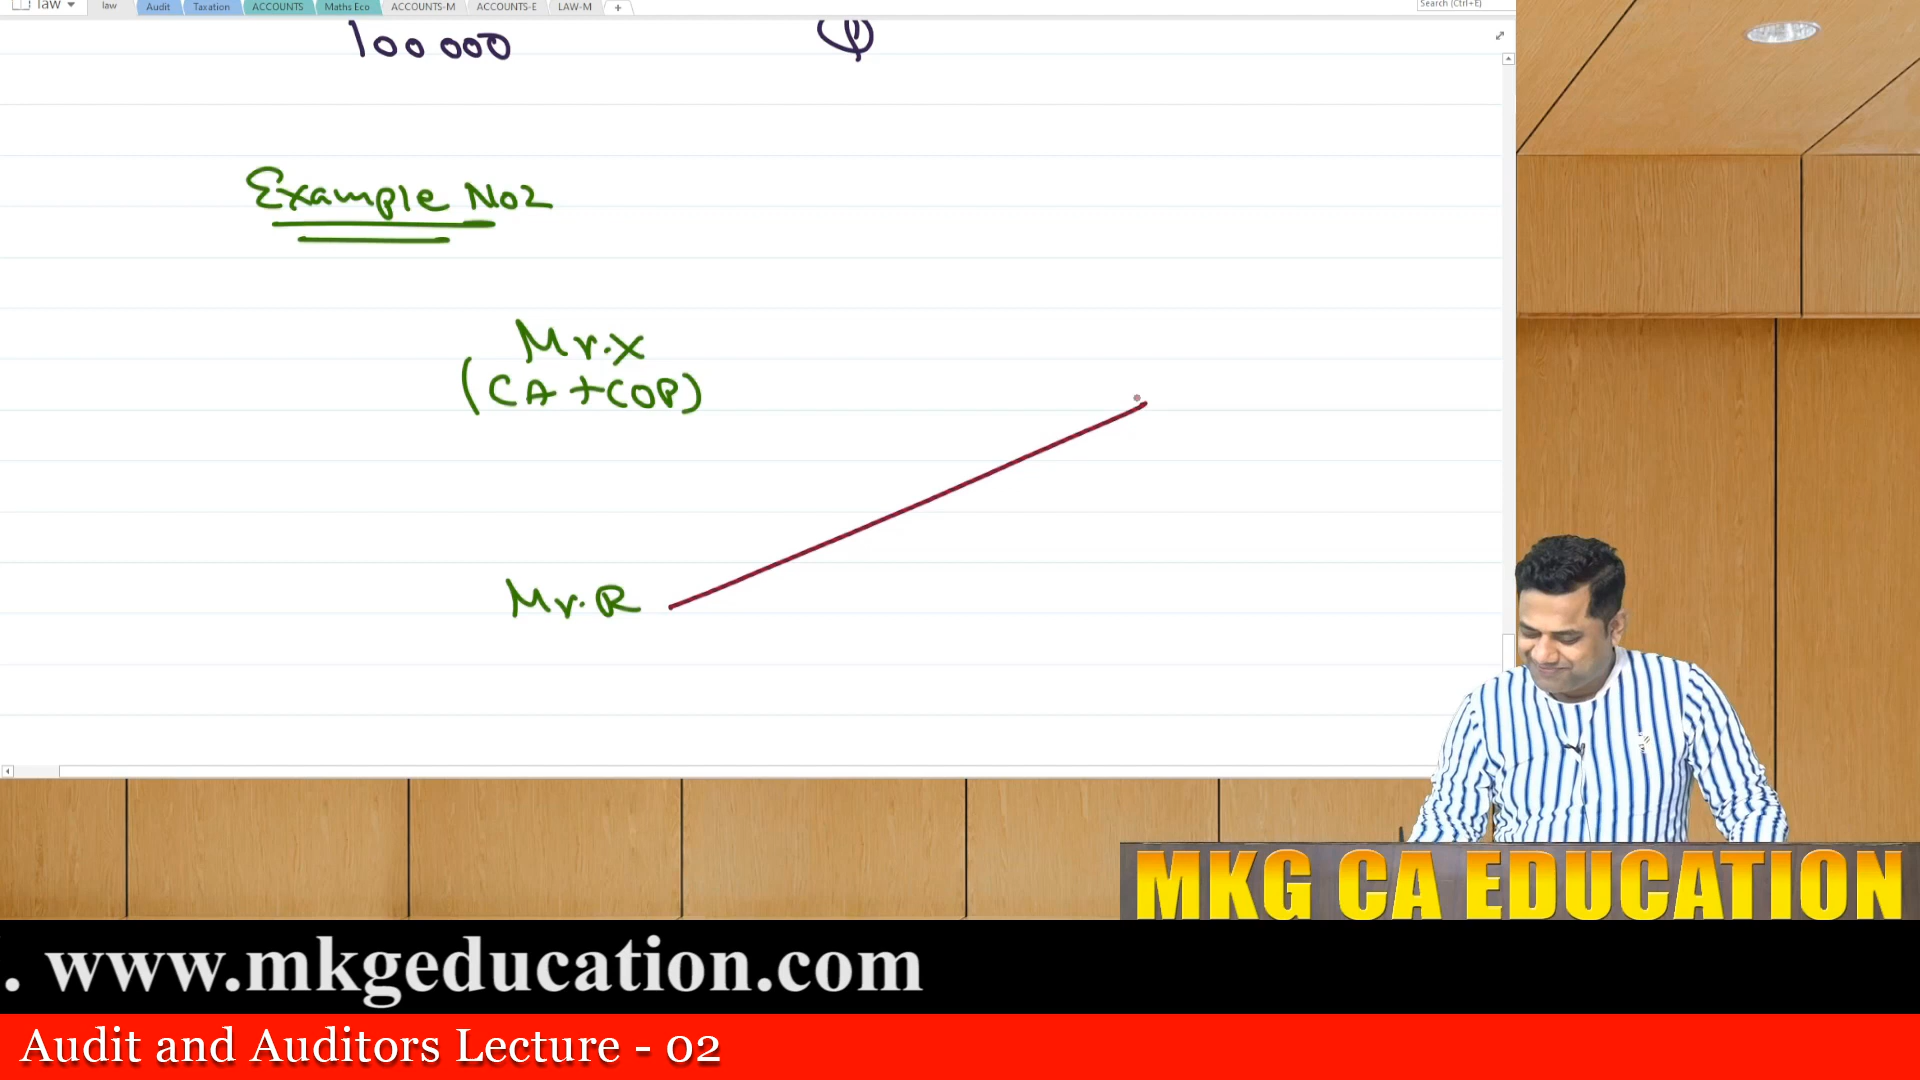 law
law Audit Taxation ACCOUNTS Maths Eco ACCOUNTS-M ACCOUNTS-E LAW-M +
Search (Ctrl+E)
100 000
Example No2
Mr. X
(CA + COP)
Mr. R
MKG CA EDUCATION
. www.mkgeducation.com
Audit and Auditors Lecture - 02